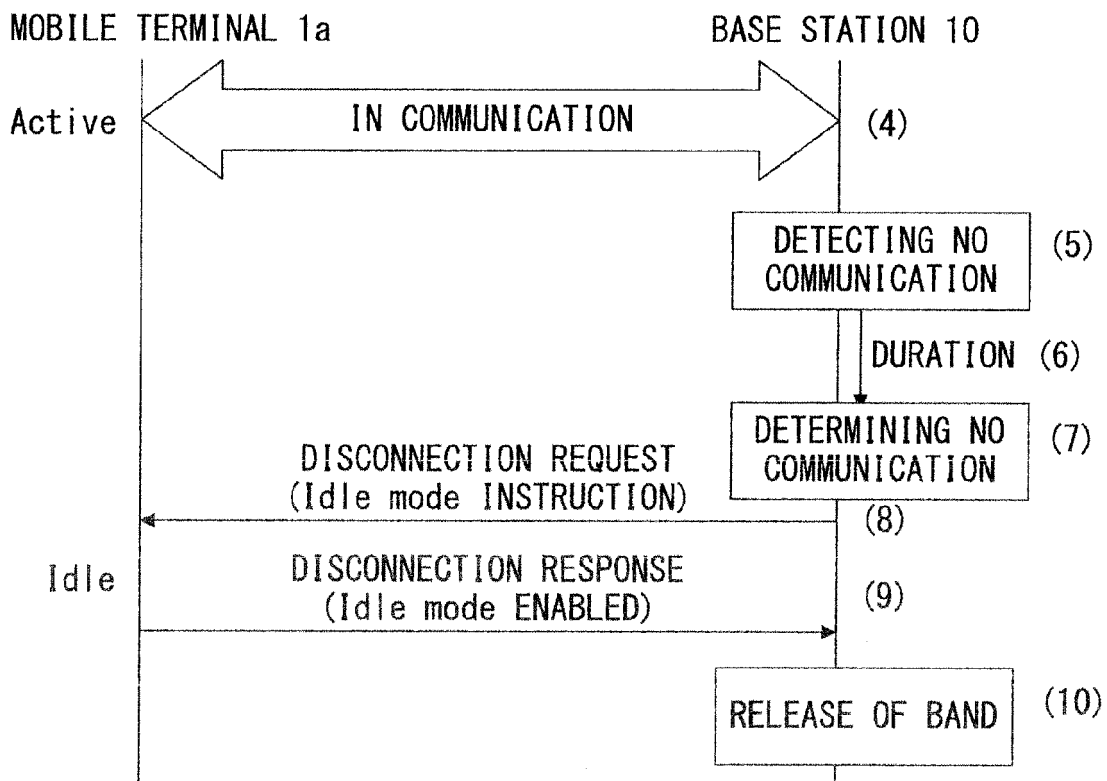 MOBILE TERMINAL 1a BASE STATION 10
Active IN COMMUNICATION (4)
DETECTING NO
COMMUNICATION (5)
DURATION (6)
DETERMINING NO
COMMUNICATION (7)
DISCONNECTION REQUEST
(Idle mode INSTRUCTION) (8)
Idle DISCONNECTION RESPONSE
(Idle mode ENABLED) (9)
RELEASE OF BAND (10)